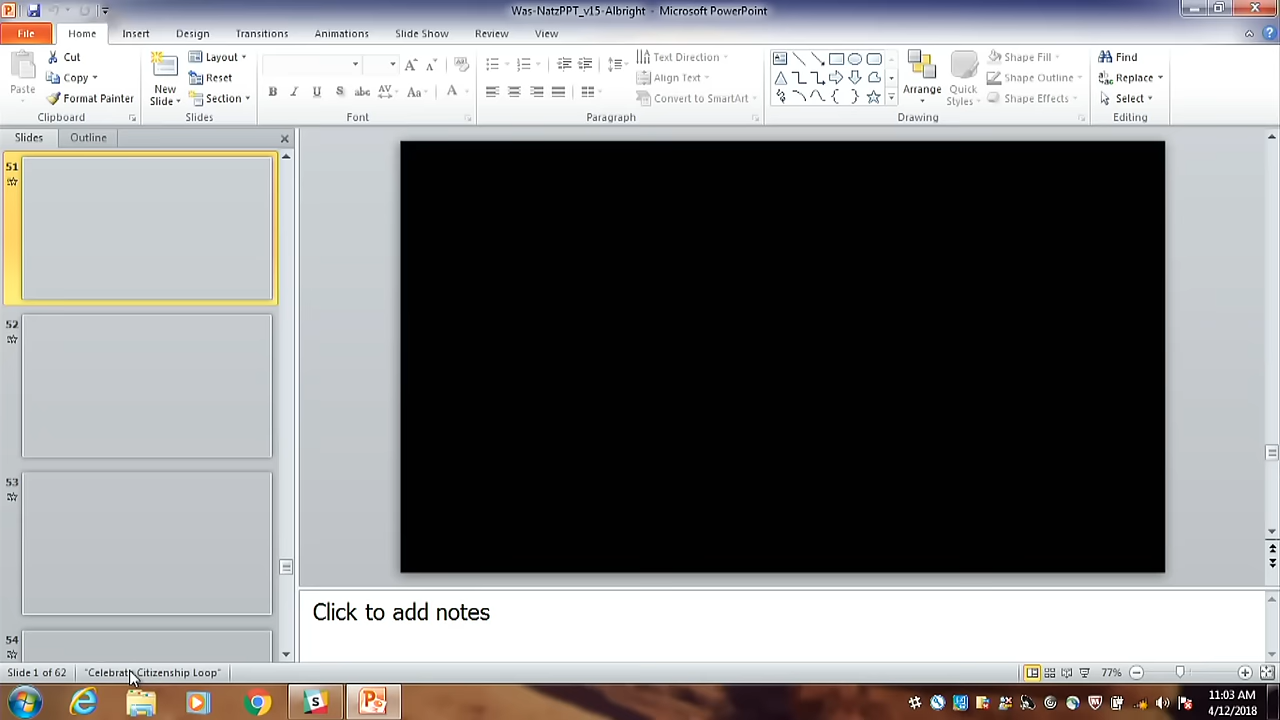 Was-NatzPPT_v15-Albright - Microsoft PowerPoint
File Home Insert Design Transitions Animations Slide Show Review View
Paste
Cut
Copy
Format Painter
Clipboard
New Slide
Layout
Reset
Section
Slides
Font
Text Direction
Align Text
Convert to SmartArt
Paragraph
Arrange
Quick Styles
Shape Fill
Shape Outline
Shape Effects
Drawing
Find
Replace
Select
Editing
Slides Outline
51
52
53
54
Click to add notes
Slide 1 of 62 "Celebrate Citizenship Loop" 77%
11:03 AM
4/12/2018